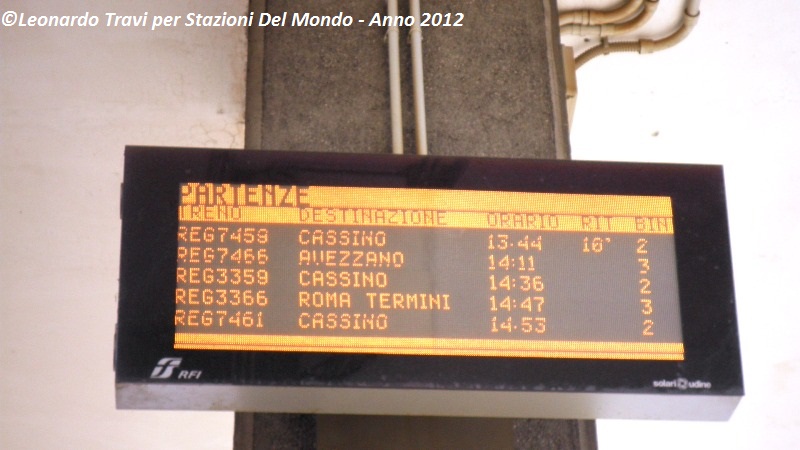 ©Leonardo Travi per Stazioni Del Mondo - Anno 2012
PARTENZE
TRENO DESTINAZIONE ORARIO RIT BIN
REG7459 CASSINO 13.44 10' 2
REG7466 AVEZZANO 14:11 3
REG3359 CASSINO 14:36 2
REG3366 ROMA TERMINI 14:47 3
REG7461 CASSINO 14.53 2
RFI
solari udine